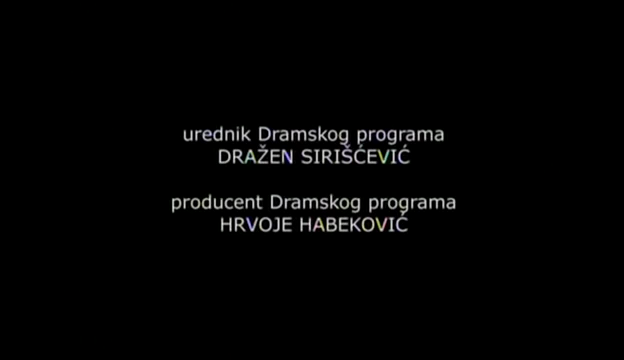 urednik Dramskog programa
DRAŽEN SIRIŠĆEVIĆ
producent Dramskog programa
HRVOJE HABEKOVIĆ